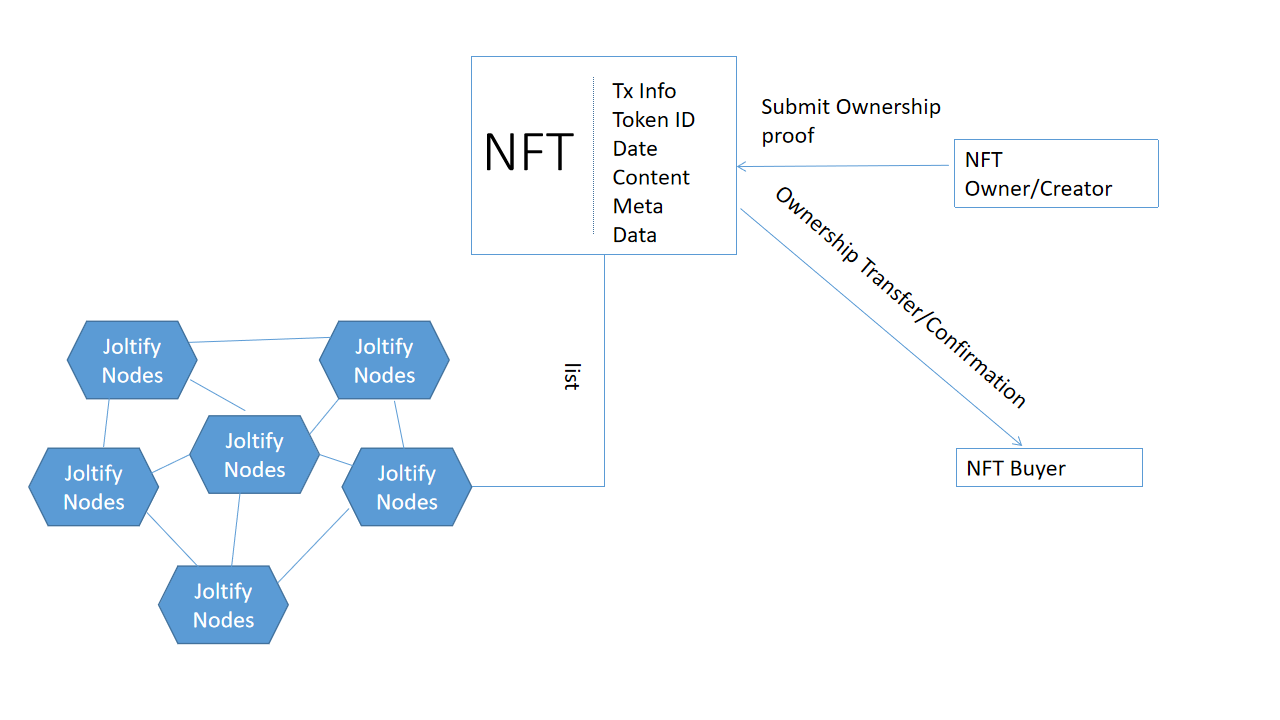 NFT
Tx Info
Token ID
Date
Content
Meta
Data
Submit Ownership
proof
NFT
Owner/Creator
Ownership Transfer/Confirmation
list
Joltify
Nodes
Joltify
Nodes
Joltify
Nodes
Joltify
Nodes
Joltify
Nodes
Joltify
Nodes
NFT Buyer